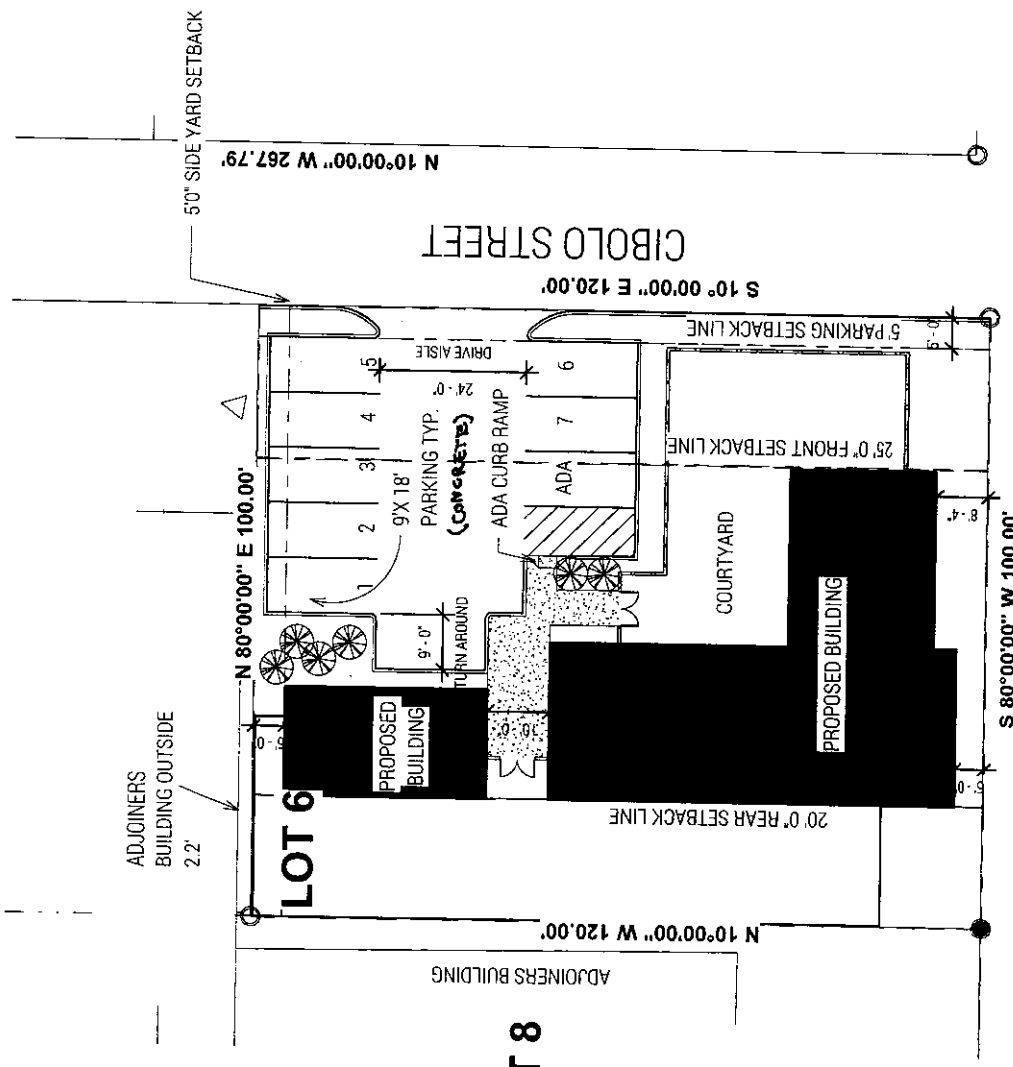 5'0" SIDE YARD SETBACK
N 10°00'00" W 267.79'
CIBOLO STREET
S 10° 00'00" E 120.00'
5' PARKING SETBACK LINE
DRIVE AISLE
24'-0"
5
4
3
2
1
6
7
ADA
9'X 18'
PARKING TYP.
(CONCRETE)
ADA CURB RAMP
25' 0" FRONT SETBACK LINE
N 80°00'00" E 100.00'
9'-0"
TURN AROUND
COURTYARD
8'-4"
PROPOSED
BUILDING
PROPOSED BUILDING
S 80°00'00" W 100.00'
ADJOINERS
BUILDING OUTSIDE
2.2'
LOT 6
20' 0" REAR SETBACK LINE
N 10°00'00" W 120.00'
ADJOINERS BUILDING
T 8